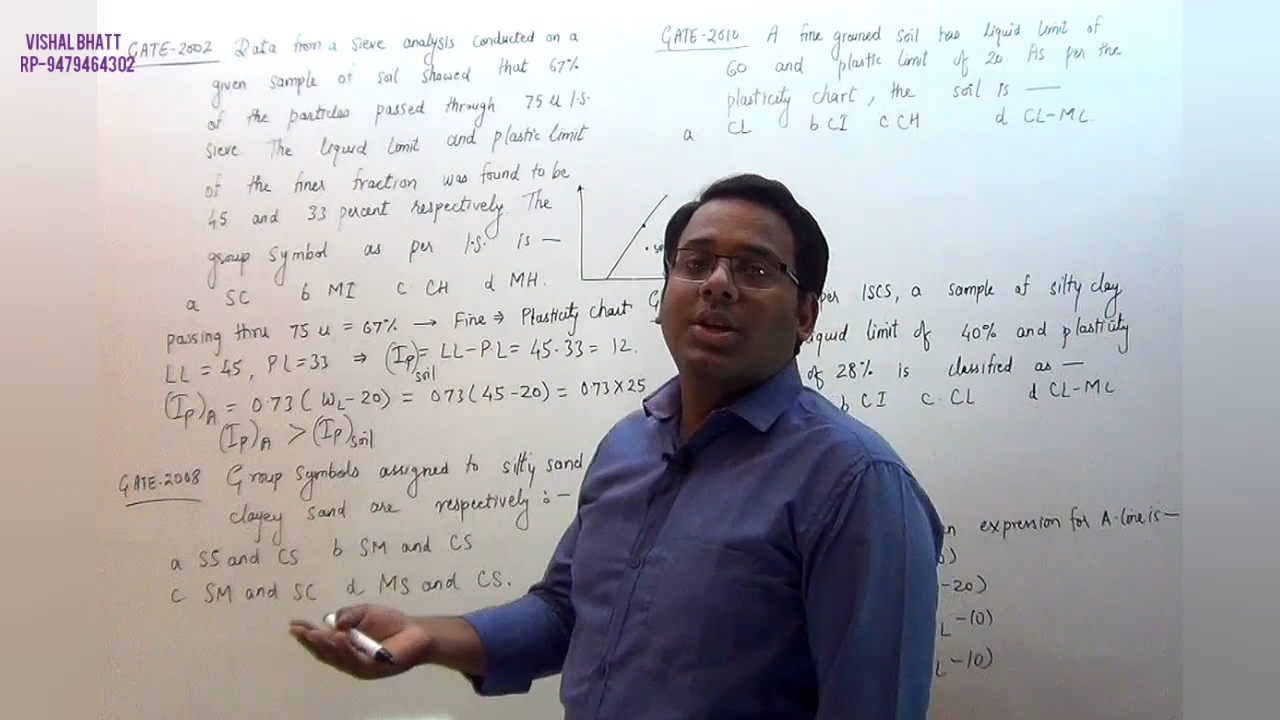 VISHAL BHATT
RP-9479464302
GATE-2002 Data from a sieve analysis conducted on a
given sample of soil showed that 67%
of the particles passed through 75 u I.S.
sieve The liquid limit and plastic limit
of the finer fraction was found to be
45 and 33 percent respectively. The
group symbol as per I.S. is —
a SC b MI c CH d MH.
passing thru 75 u = 67% → Fine ⇒ Plasticity chart
LL = 45, PL = 33 ⇒ (Ip)soil = LL - P.L = 45-33 = 12.
(Ip)A = 0.73 (WL - 20) = 0.73 (45 - 20) = 0.73 × 25
(Ip)A > (Ip)soil
GATE-2008 Group symbols assigned to silty sand
clayey sand are respectively :-
a SS and CS b SM and CS
c SM and SC d MS and CS.
GATE-2010 A fine grained soil has liquid limit of
60 and plastic limit of 20. As per the
plasticity chart, the soil is —
a CL b CI c CH d CL-ML.
per ISCS, a sample of silty clay
liquid limit of 40% and plasticity
of 28% is classified as —
b CI c. CL d CL-ML
expression for A-line is —
-20)
L -10)
L -10)